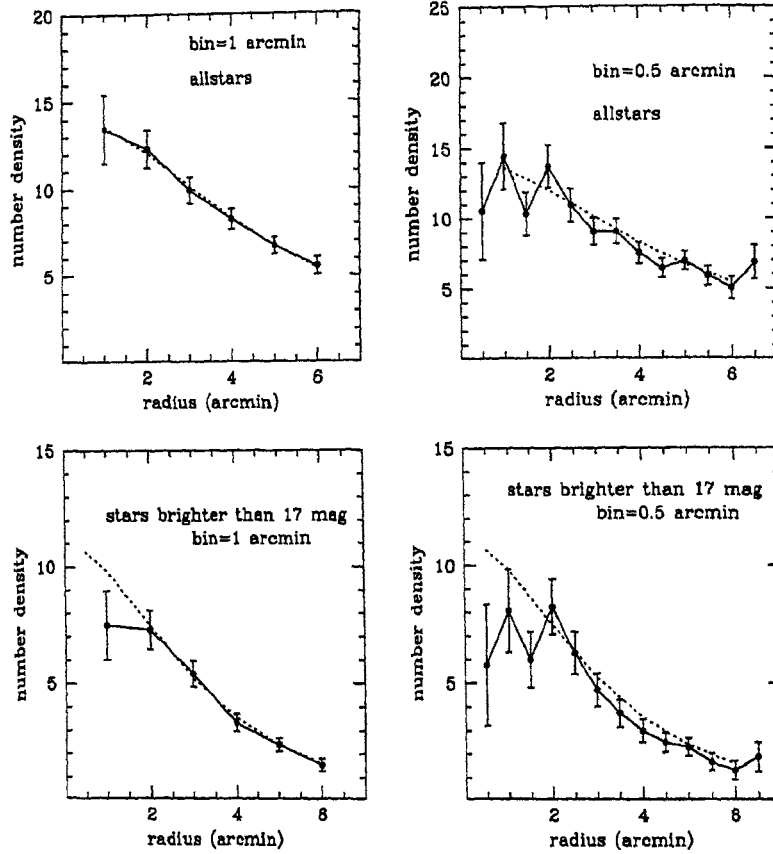 20
15
10
5
number density
bin=1 arcmin
allstars
2 4 6
radius (arcmin)
25
20
15
10
5
number density
bin=0.5 arcmin
allstars
2 4 6
radius (arcmin)
15
10
5
number density
stars brighter than 17 mag
bin=1 arcmin
2 4 6
radius (arcmin)
15
10
5
number density
stars brighter than 17 mag
bin=0.5 arcmin
2 4 6
radius (arcmin)